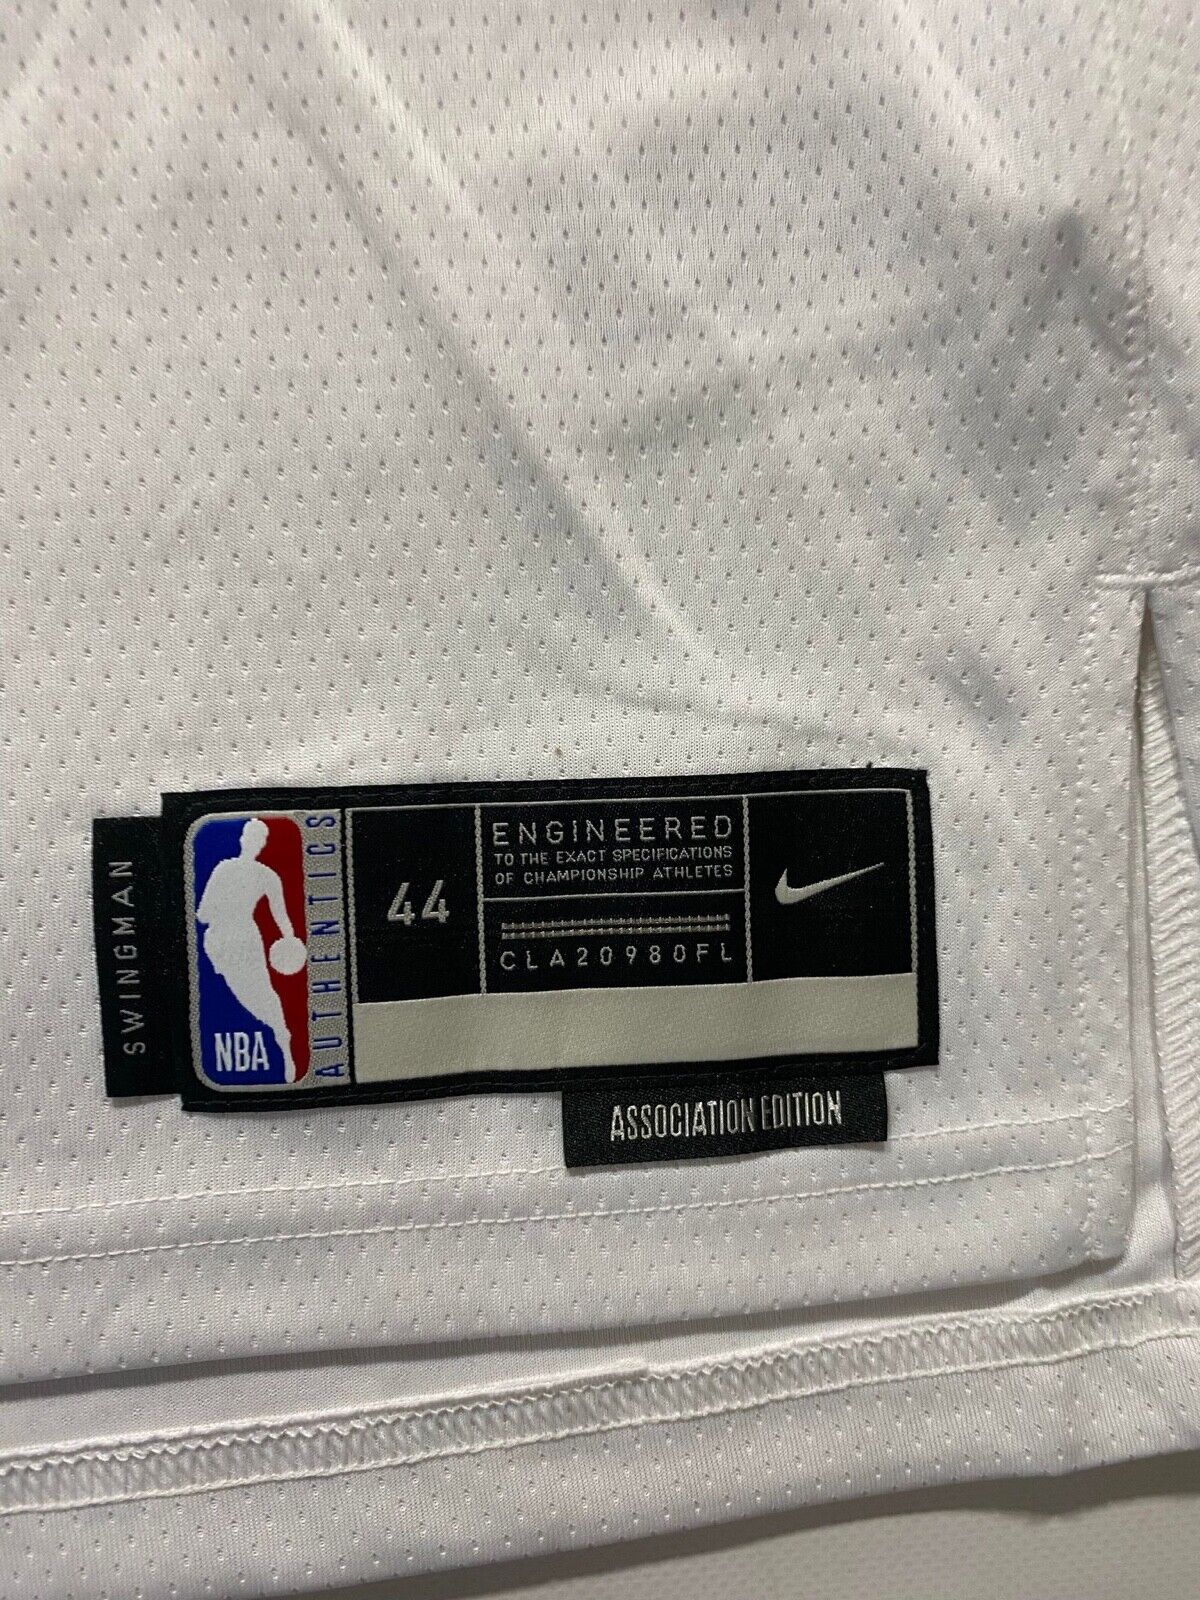 SWINGMAN
NBA
AUTHENTICS
44
ENGINEERED
TO THE EXACT SPECIFICATIONS
OF CHAMPIONSHIP ATHLETES
CLA20980FL
ASSOCIATION EDITION